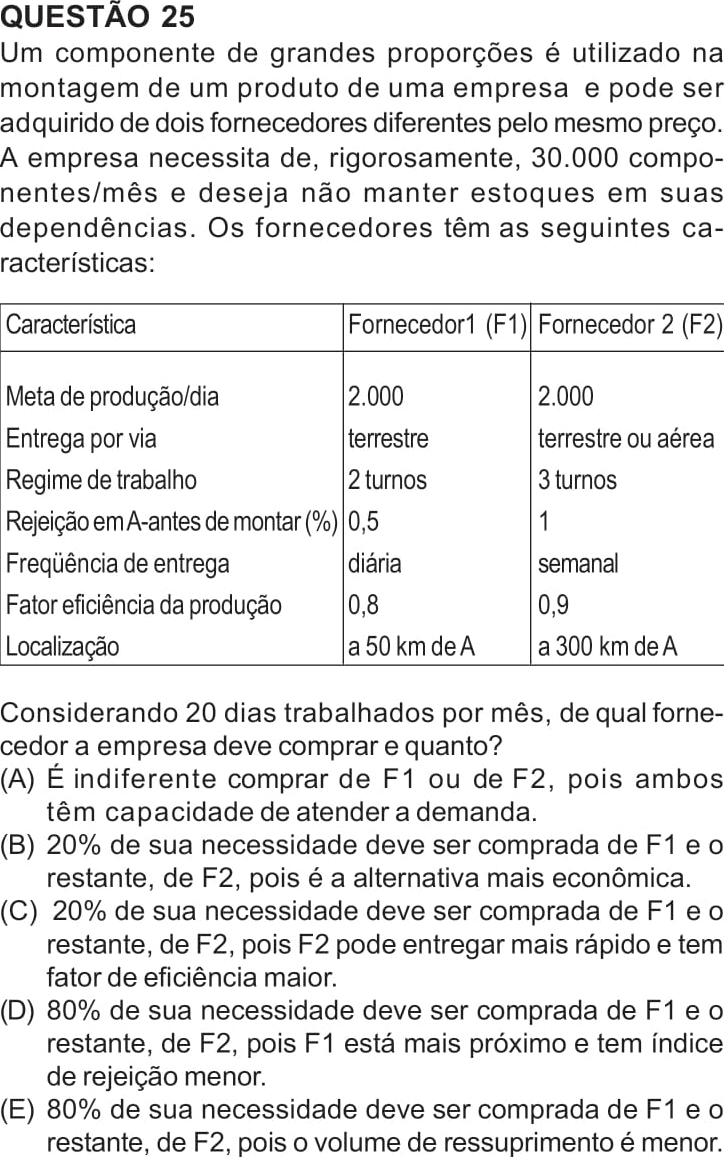 QUESTÃO 25
Um componente de grandes proporções é utilizado na
montagem de um produto de uma empresa e pode ser
adquirido de dois fornecedores diferentes pelo mesmo preço.
A empresa necessita de, rigorosamente, 30.000 compo-
nentes/mês e deseja não manter estoques em suas
dependências. Os fornecedores têm as seguintes ca-
racterísticas:
Característica Fornecedor1 (F1) Fornecedor 2 (F2)
Meta de produção/dia 2.000 2.000
Entrega por via terrestre terrestre ou aérea
Regime de trabalho 2 turnos 3 turnos
Rejeição em A-antes de montar (%) 0,5 1
Freqüência de entrega diária semanal
Fator eficiência da produção 0,8 0,9
Localização a 50 km de A a 300 km de A
Considerando 20 dias trabalhados por mês, de qual forne-
cedor a empresa deve comprar e quanto?
(A) É indiferente comprar de F1 ou de F2, pois ambos
têm capacidade de atender a demanda.
(B) 20% de sua necessidade deve ser comprada de F1 e o
restante, de F2, pois é a alternativa mais econômica.
(C) 20% de sua necessidade deve ser comprada de F1 e o
restante, de F2, pois F2 pode entregar mais rápido e tem
fator de eficiência maior.
(D) 80% de sua necessidade deve ser comprada de F1 e o
restante, de F2, pois F1 está mais próximo e tem índice
de rejeição menor.
(E) 80% de sua necessidade deve ser comprada de F1 e o
restante, de F2, pois o volume de ressuprimento é menor.